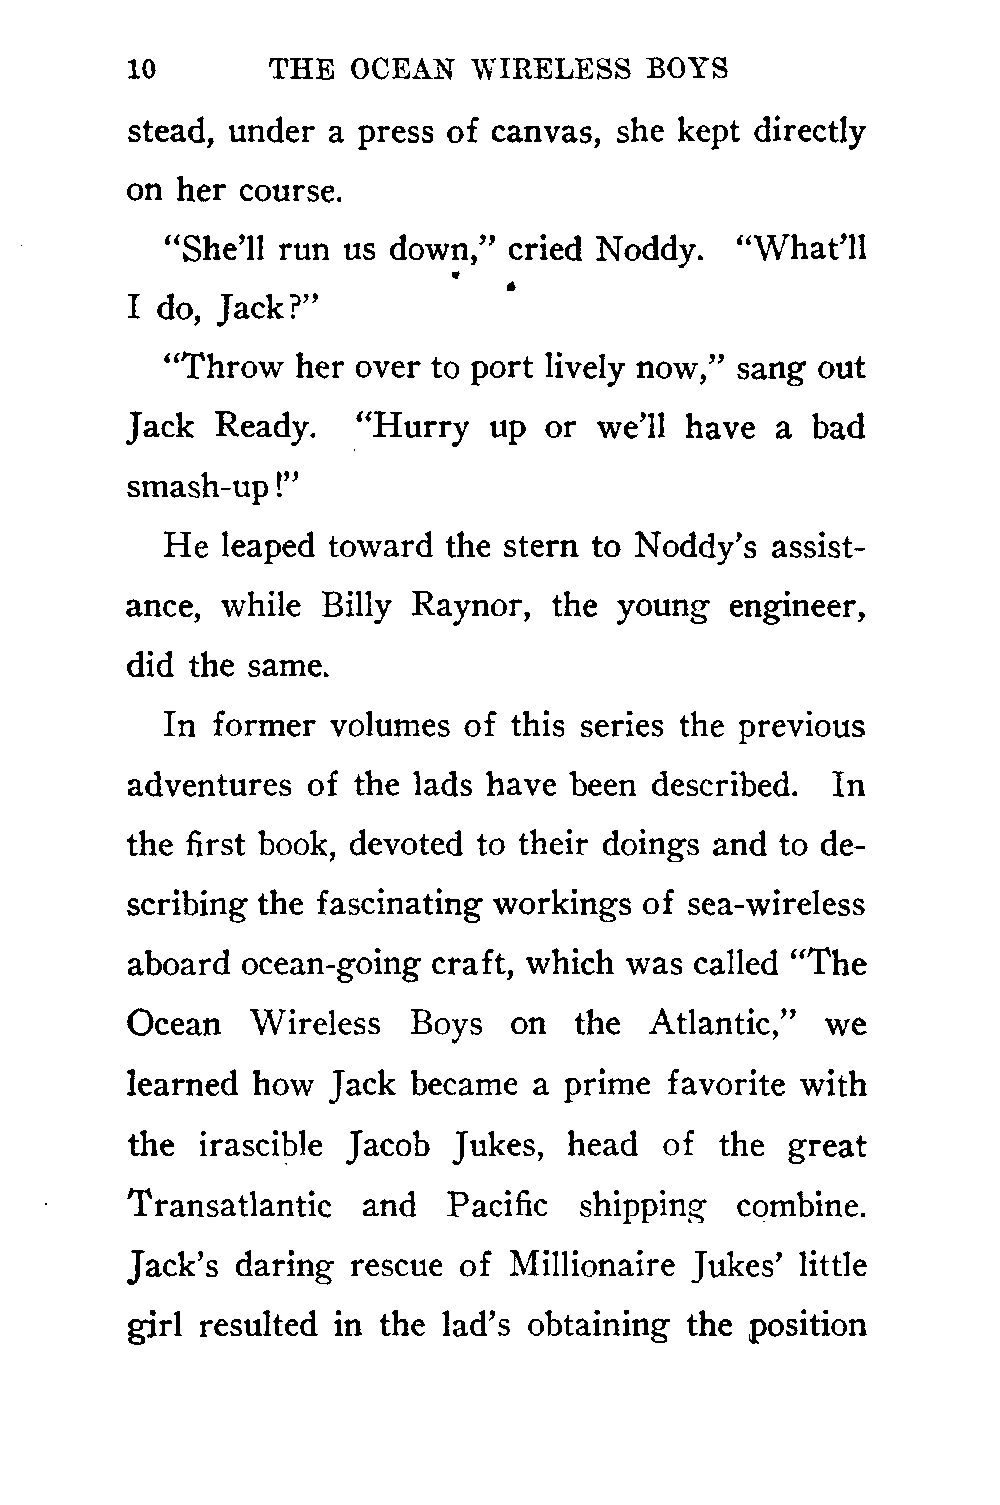 10 THE OCEAN WIRELESS BOYS
stead, under a press of canvas, she kept directly
on her course.
“She’ll run us down,” cried Noddy. “What’ll
I do, Jack?”
“Throw her over to port lively now,” sang out
Jack Ready. “Hurry up or we’ll have a bad
smash-up!”
He leaped toward the stern to Noddy’s assist-
ance, while Billy Raynor, the young engineer,
did the same.
In former volumes of this series the previous
adventures of the lads have been described. In
the first book, devoted to their doings and to de-
scribing the fascinating workings of sea-wireless
aboard ocean-going craft, which was called “The
Ocean Wireless Boys on the Atlantic,” we
learned how Jack became a prime favorite with
the irascible Jacob Jukes, head of the great
Transatlantic and Pacific shipping combine.
Jack’s daring rescue of Millionaire Jukes’ little
girl resulted in the lad’s obtaining the position